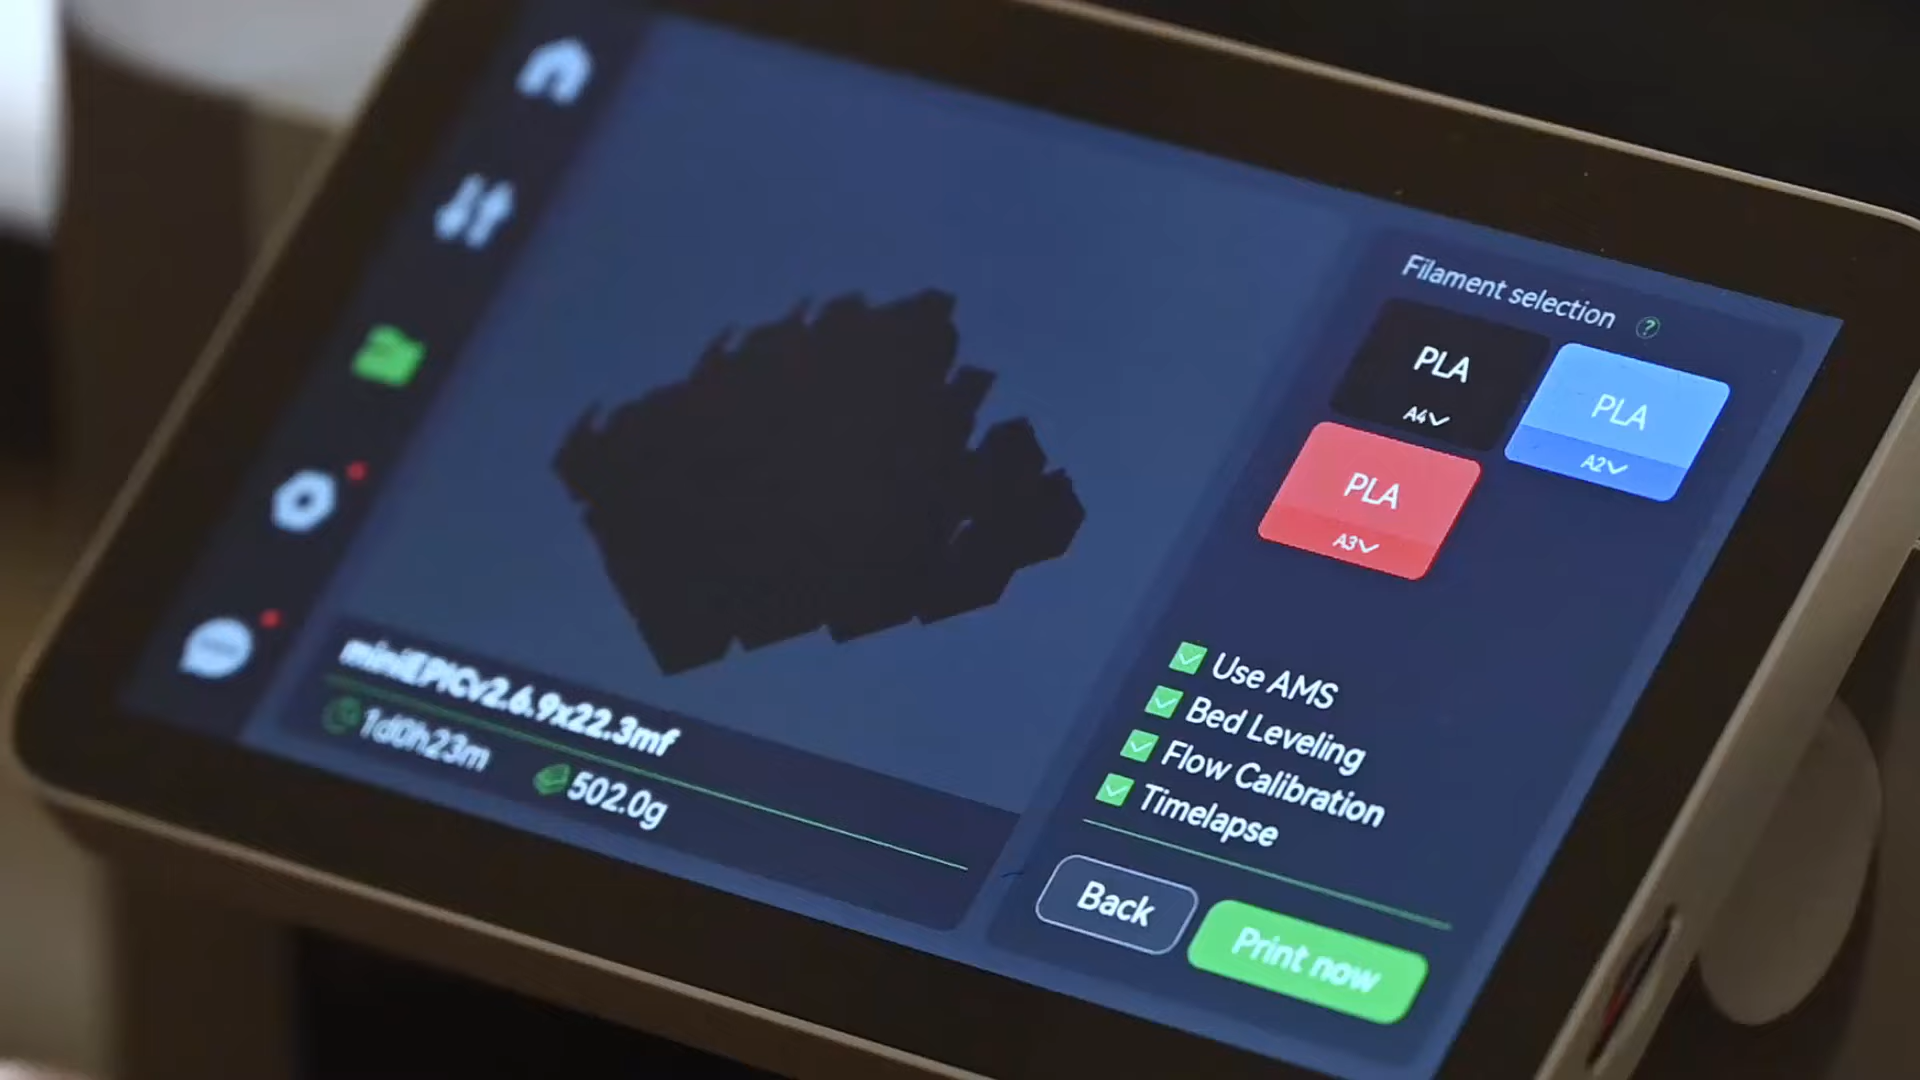 Filament selection ?
PLA
A4
PLA
A2
PLA
A3
Use AMS
Bed Leveling
Flow Calibration
Timelapse
miniEPICv2.6.9x22.3mf
1d0h23m
502.0g
Back
Print now